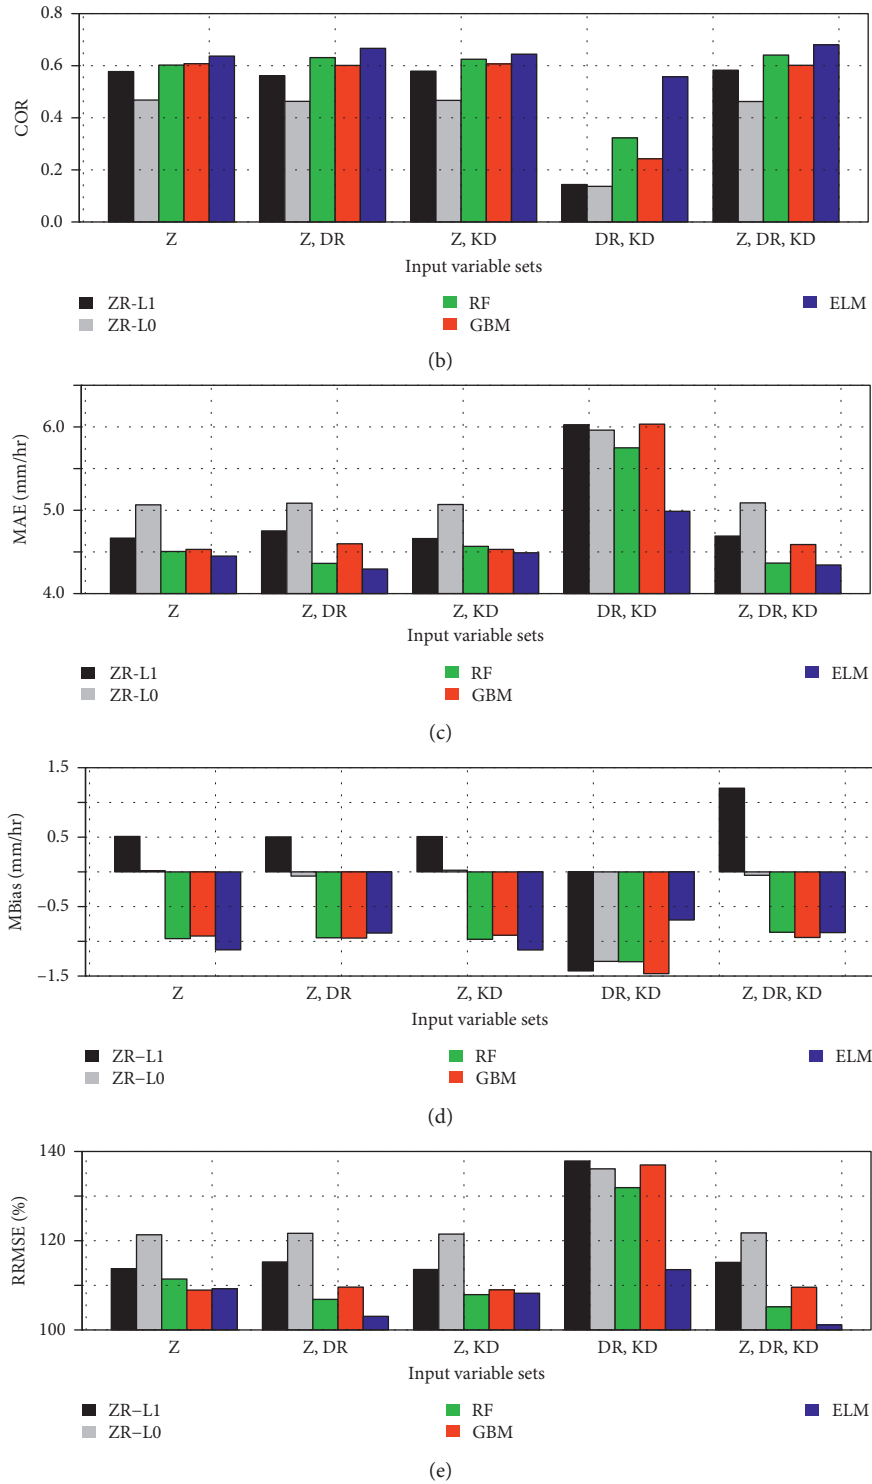 0.8
0.6
0.4
0.2
0.0
COR
Z
Z, DR
Z, KD
DR, KD
Z, DR, KD
Input variable sets
ZR-L1
RF
ELM
ZR-L0
GBM
(b)
6.0
5.0
4.0
MAE (mm/hr)
Z
Z, DR
Z, KD
DR, KD
Z, DR, KD
Input variable sets
ZR-L1
RF
ELM
ZR-L0
GBM
(c)
1.5
0.5
−0.5
−1.5
MBias (mm/hr)
Z
Z, DR
Z, KD
DR, KD
Z, DR, KD
Input variable sets
ZR−L1
RF
ELM
ZR−L0
GBM
(d)
140
120
100
RRMSE (%)
Z
Z, DR
Z, KD
DR, KD
Z, DR, KD
Input variable sets
ZR−L1
RF
ELM
ZR−L0
GBM
(e)